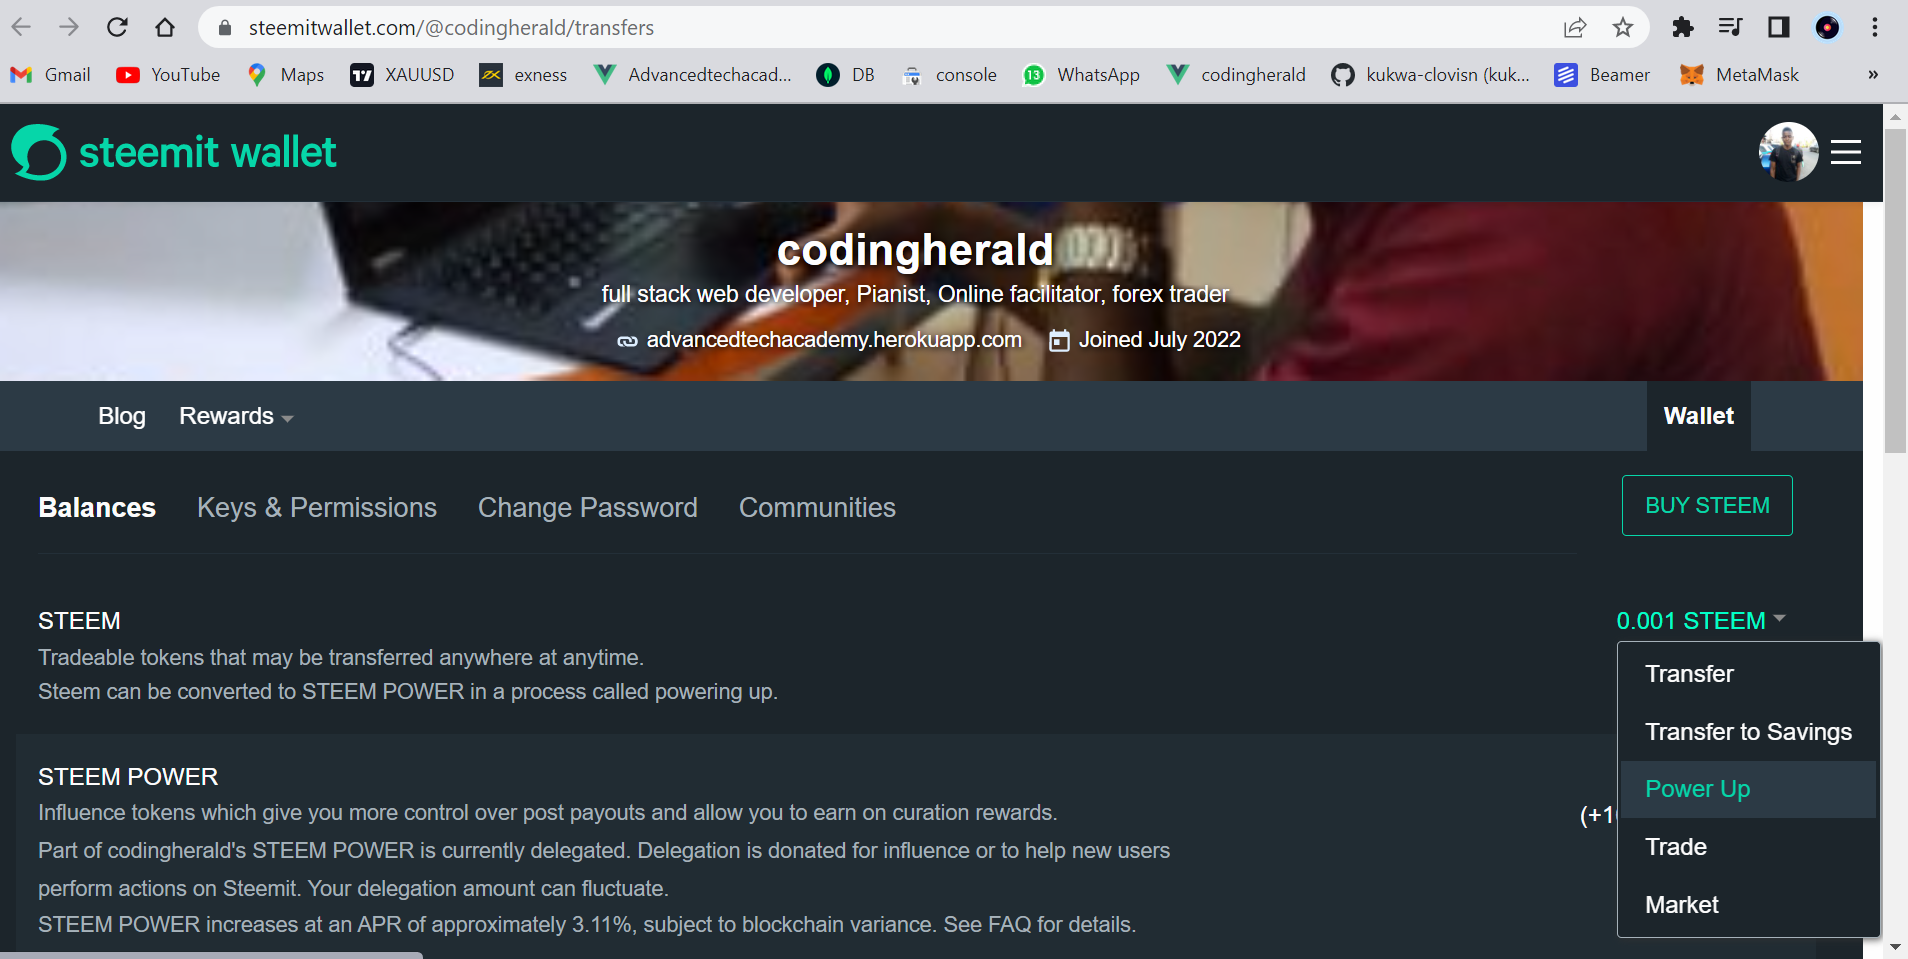 steemitwallet.com/@codingherald/transfers
Gmail YouTube Maps XAUUSD exness Advancedtechacad... DB console 13 WhatsApp codingherald kukwa-clovisn (kuk... Beamer MetaMask »
steemit wallet
codingherald
full stack web developer, Pianist, Online facilitator, forex trader
advancedtechacademy.herokuapp.com Joined July 2022
Blog Rewards Wallet
Balances Keys & Permissions Change Password Communities BUY STEEM
STEEM 0.001 STEEM
Tradeable tokens that may be transferred anywhere at anytime.
Steem can be converted to STEEM POWER in a process called powering up.
Transfer
Transfer to Savings
Power Up
Trade
Market
STEEM POWER
Influence tokens which give you more control over post payouts and allow you to earn on curation rewards.
Part of codingherald's STEEM POWER is currently delegated. Delegation is donated for influence or to help new users
perform actions on Steemit. Your delegation amount can fluctuate.
STEEM POWER increases at an APR of approximately 3.11%, subject to blockchain variance. See FAQ for details.